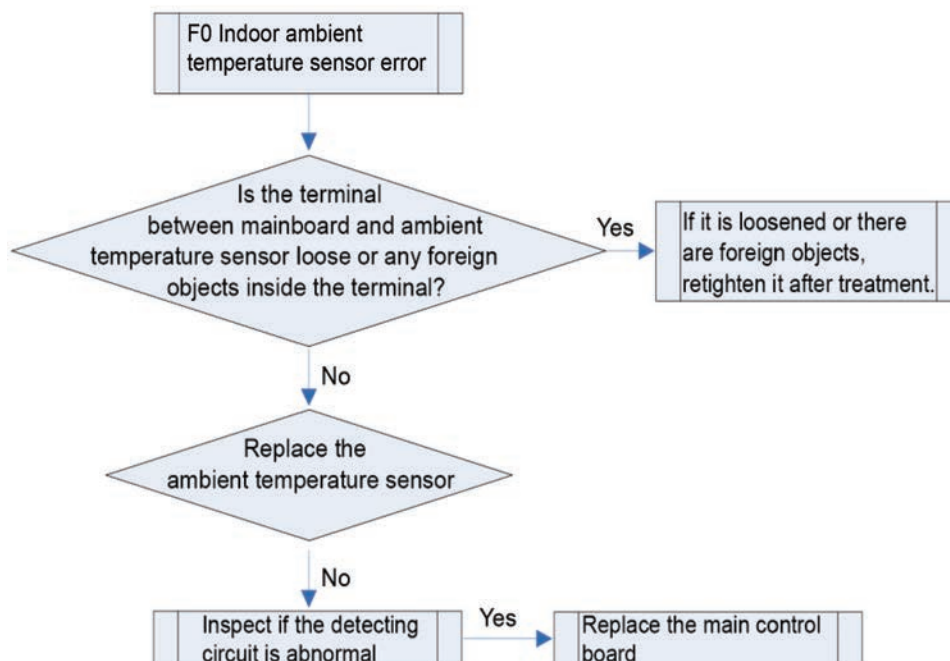 F0 Indoor ambient
temperature sensor error
Is the terminal
between mainboard and ambient
temperature sensor loose or any foreign
objects inside the terminal?
Yes
If it is loosened or there
are foreign objects,
retighten it after treatment.
No
Replace the
ambient temperature sensor
No
Inspect if the detecting
circuit is abnormal
Yes
Replace the main control
board